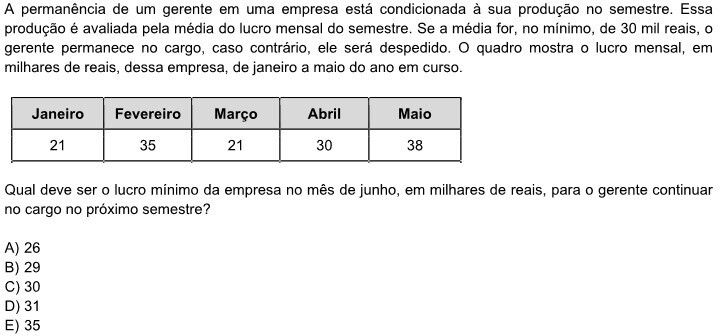 A permanência de um gerente em uma empresa está condicionada à sua produção no semestre. Essa
produção é avaliada pela média do lucro mensal do semestre. Se a média for, no mínimo, de 30 mil reais, o
gerente permanece no cargo, caso contrário, ele será despedido. O quadro mostra o lucro mensal, em
milhares de reais, dessa empresa, de janeiro a maio do ano em curso.
Janeiro Fevereiro Março Abril Maio
21 35 21 30 38
Qual deve ser o lucro mínimo da empresa no mês de junho, em milhares de reais, para o gerente continuar
no cargo no próximo semestre?
A) 26
B) 29
C) 30
D) 31
E) 35